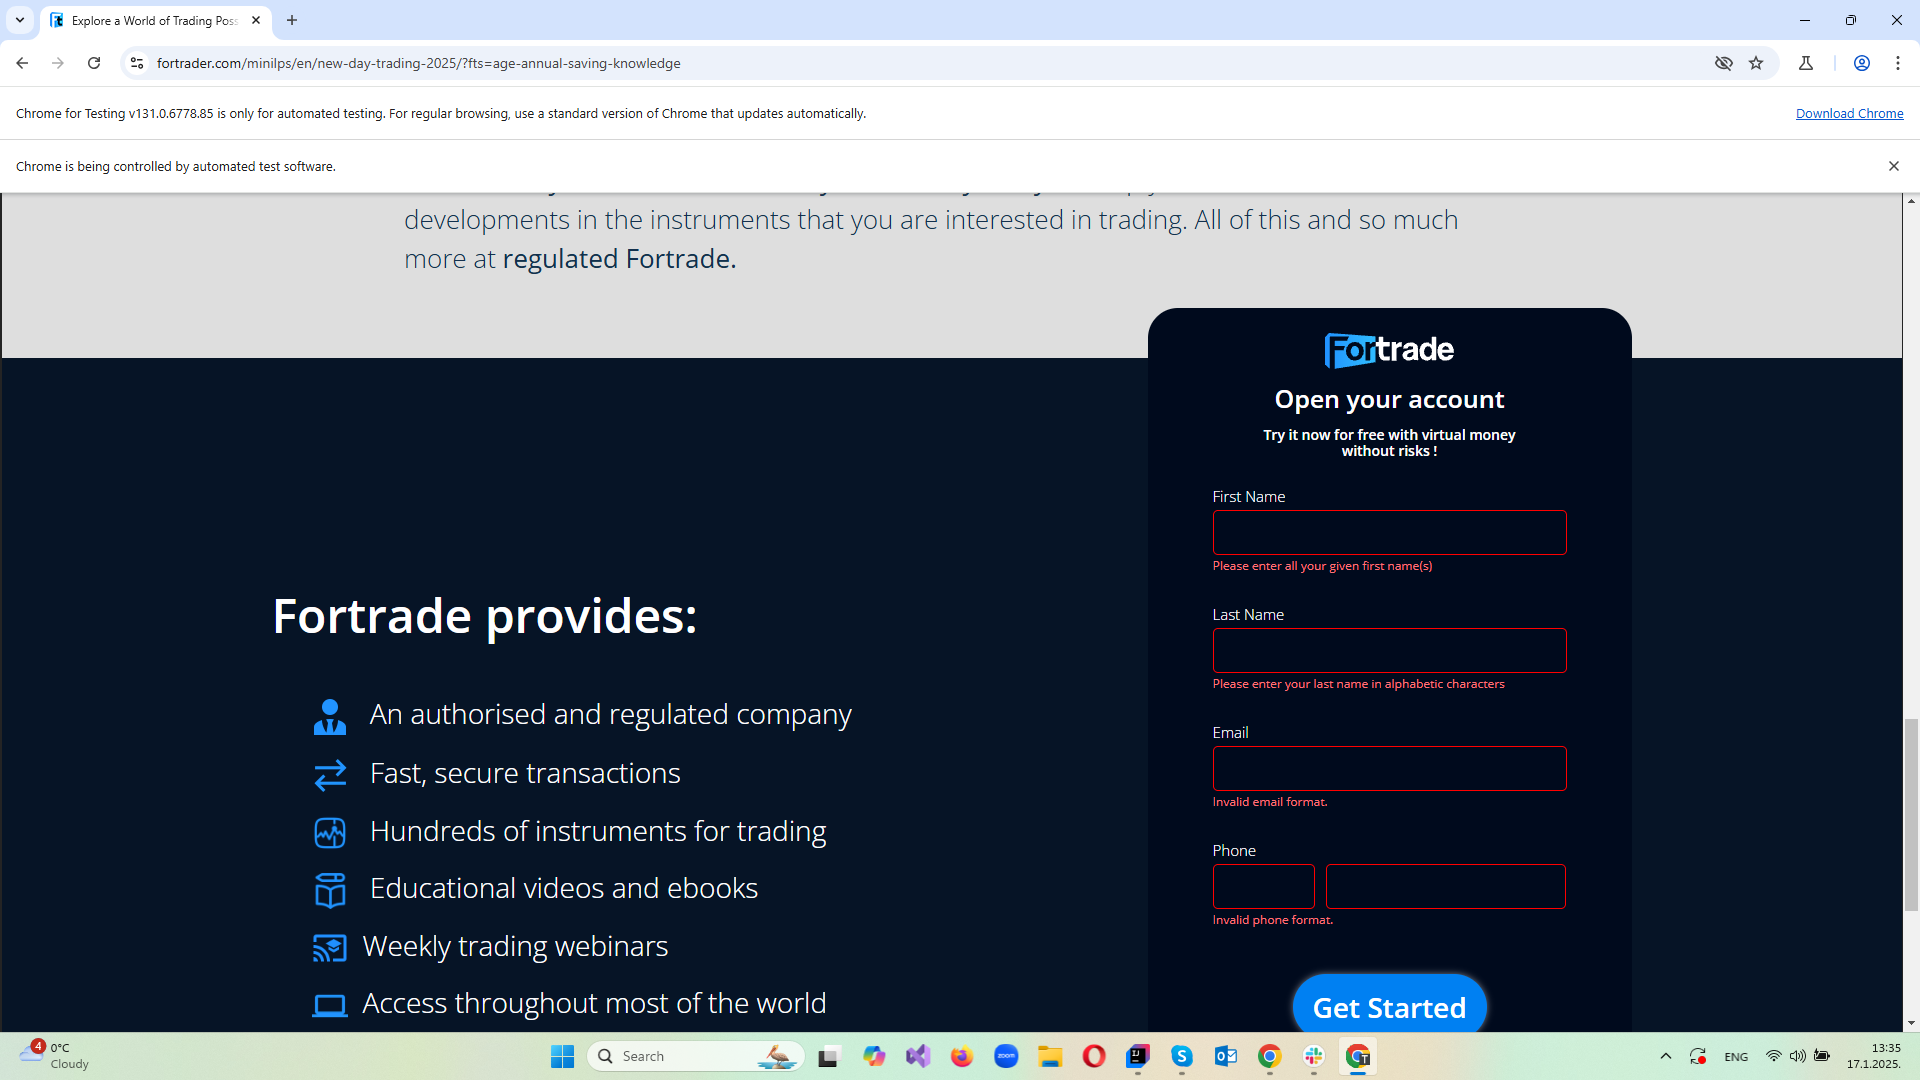 Explore a World of Trading Poss
fortrader.com/minilps/en/new-day-trading-2025/?fts=age-annual-saving-knowledge
Chrome for Testing v131.0.6778.85 is only for automated testing. For regular browsing, use a standard version of Chrome that updates automatically.
Download Chrome
Chrome is being controlled by automated test software.
developments in the instruments that you are interested in trading. All of this and so much
more at regulated Fortrade.
Fortrade
Open your account
Try it now for free with virtual money
without risks !
First Name
Please enter all your given first name(s)
Last Name
Please enter your last name in alphabetic characters
Email
Invalid email format.
Phone
Invalid phone format.
Get Started
Fortrade provides:
An authorised and regulated company
Fast, secure transactions
Hundreds of instruments for trading
Educational videos and ebooks
Weekly trading webinars
Access throughout most of the world
4
0°C
Cloudy
Search
zoom
ENG
13:35
17.1.2025.